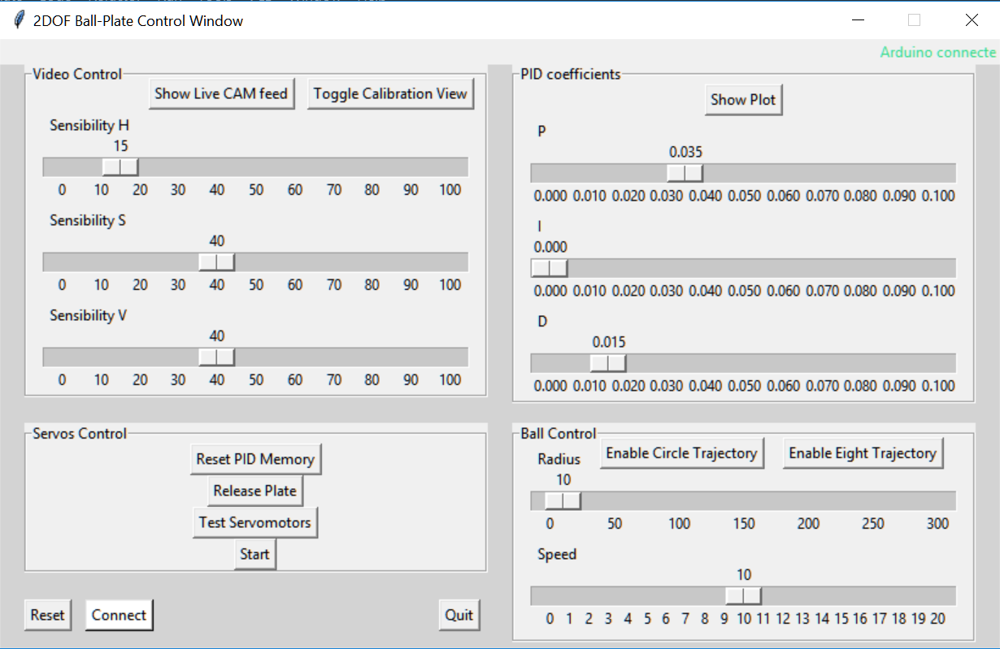 2DOF Ball-Plate Control Window
Arduino connecte
Video Control
Show Live CAM feed Toggle Calibration View
Sensibility H
15
0 10 20 30 40 50 60 70 80 90 100
Sensibility S
40
0 10 20 30 40 50 60 70 80 90 100
Sensibility V
40
0 10 20 30 40 50 60 70 80 90 100
PID coefficients
Show Plot
P
0.035
0.000 0.010 0.020 0.030 0.040 0.050 0.060 0.070 0.080 0.090 0.100
I
0.000
0.000 0.010 0.020 0.030 0.040 0.050 0.060 0.070 0.080 0.090 0.100
D
0.015
0.000 0.010 0.020 0.030 0.040 0.050 0.060 0.070 0.080 0.090 0.100
Servos Control
Reset PID Memory
Release Plate
Test Servomotors
Start
Reset Connect Quit
Ball Control
Enable Circle Trajectory Enable Eight Trajectory
Radius
10
0 50 100 150 200 250 300
Speed
10
0 1 2 3 4 5 6 7 8 9 10 11 12 13 14 15 16 17 18 19 20